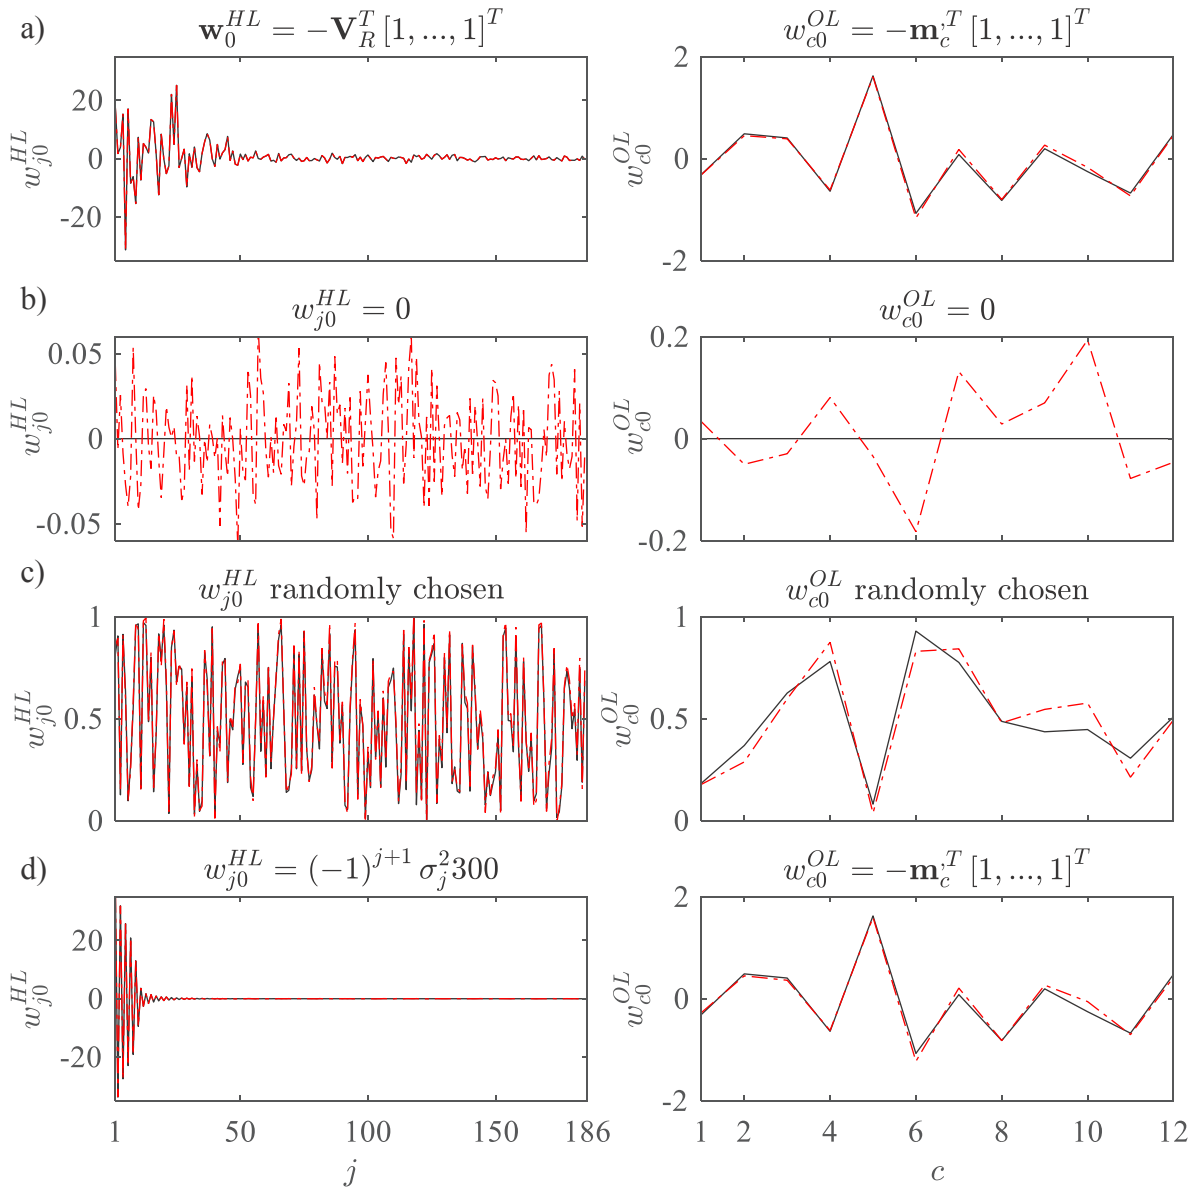 a)
𝐰₀^{HL} = −𝐕_R^T [1, ..., 1]^T
w_{c0}^{OL} = −𝐦_c^{,T} [1, ..., 1]^T
w_{j0}^{HL}
20
0
-20
w_{c0}^{OL}
2
0
-2
b)
w_{j0}^{HL} = 0
w_{c0}^{OL} = 0
w_{j0}^{HL}
0.05
0
-0.05
w_{c0}^{OL}
0.2
0
-0.2
c)
w_{j0}^{HL} randomly chosen
w_{c0}^{OL} randomly chosen
w_{j0}^{HL}
1
0.5
0
w_{c0}^{OL}
1
0.5
0
d)
w_{j0}^{HL} = (−1)^{j+1} σ_j^2 300
w_{c0}^{OL} = −𝐦_c^{,T} [1, ..., 1]^T
w_{j0}^{HL}
20
0
-20
1 50 100 150 186
j
w_{c0}^{OL}
2
0
-2
1 2 4 6 8 10 12
c